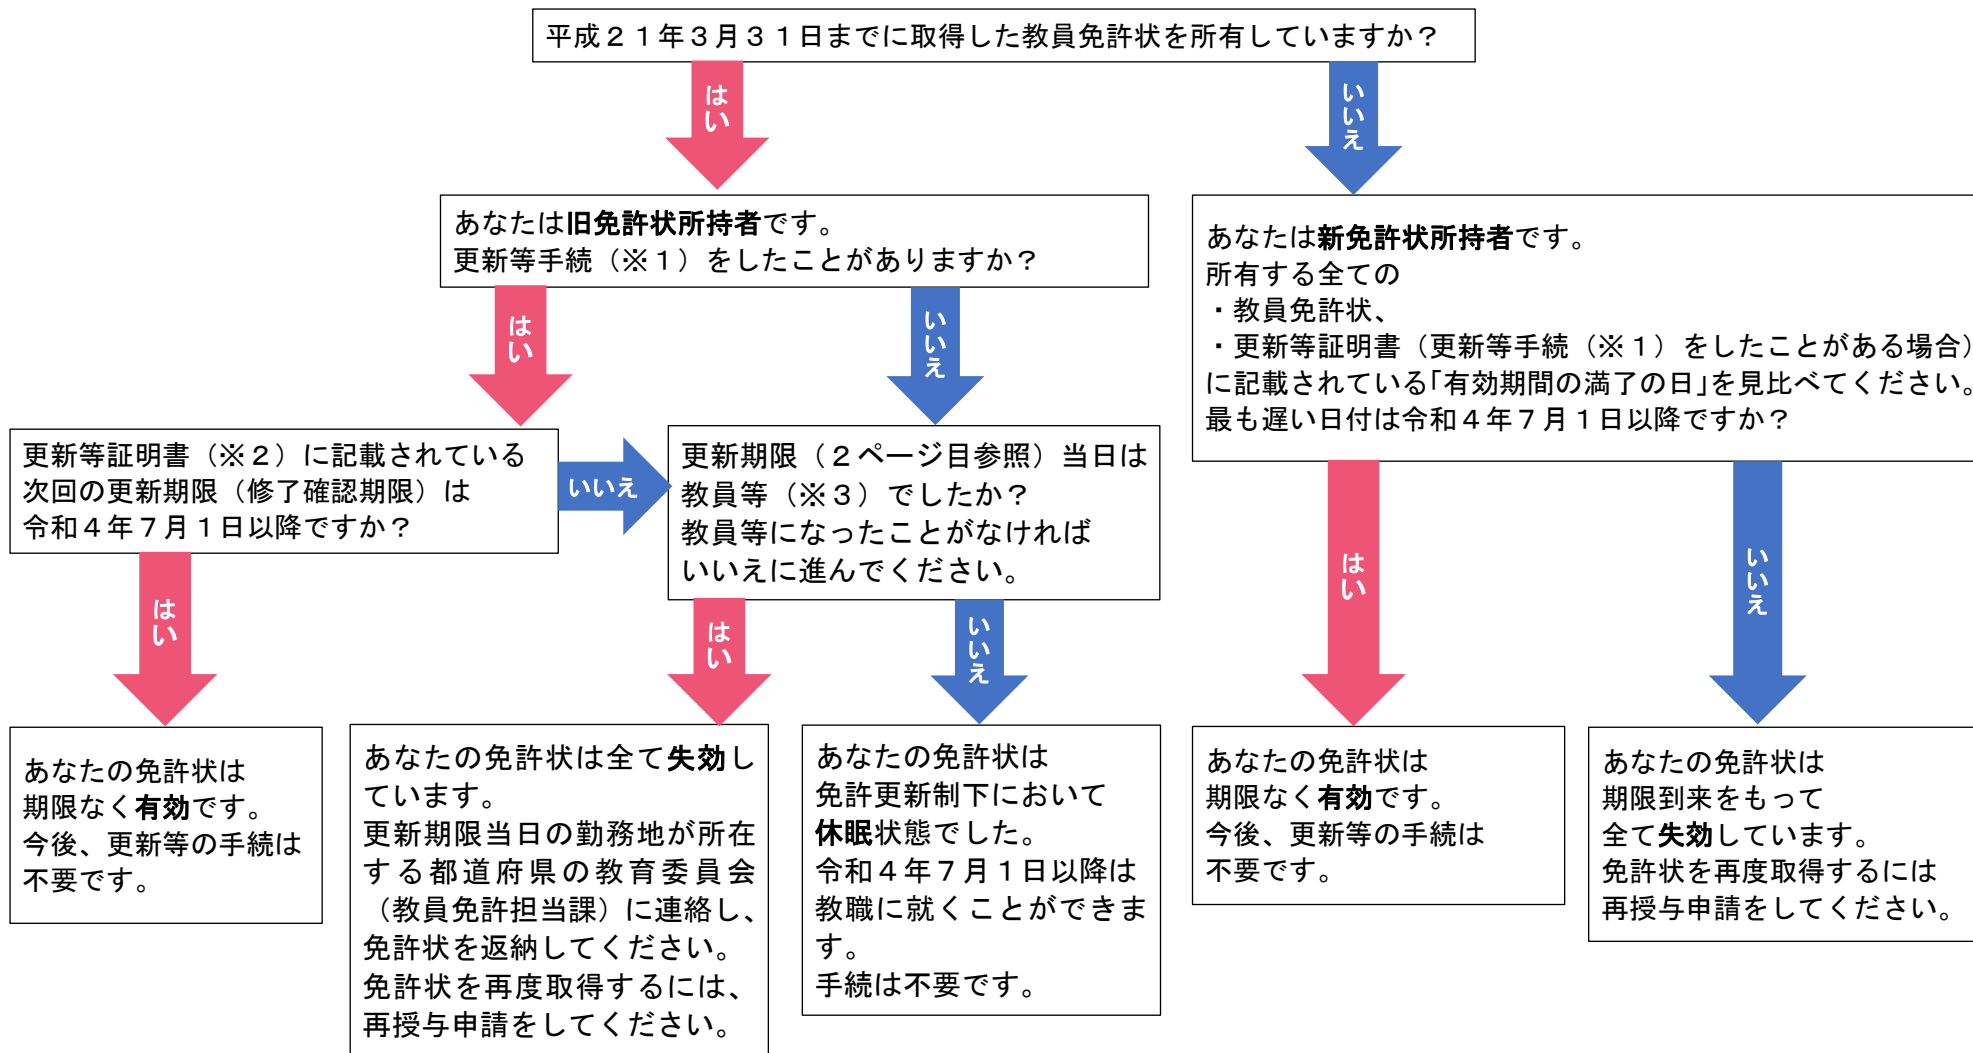 平成２１年３月３１日までに取得した教員免許状を所有していますか？
はい
いいえ
あなたは旧免許状所持者です。
更新等手続（※１）をしたことがありますか？
はい
いいえ
あなたは新免許状所持者です。
所有する全ての
・教員免許状、
・更新等証明書（更新等手続（※１）をしたことがある場合）
に記載されている「有効期間の満了の日」を見比べてください。
最も遅い日付は令和４年７月１日以降ですか？
更新等証明書（※２）に記載されている
次回の更新期限（修了確認期限）は
令和４年７月１日以降ですか？
いいえ
更新期限（２ページ目参照）当日は
教員等（※３）でしたか？
教員等になったことがなければ
いいえに進んでください。
はい
はい
いいえ
はい
いいえ
あなたの免許状は
期限なく有効です。
今後、更新等の手続は
不要です。
あなたの免許状は全て失効し
ています。
更新期限当日の勤務地が所在
する都道府県の教育委員会
（教員免許担当課）に連絡し、
免許状を返納してください。
免許状を再度取得するには、
再授与申請をしてください。
あなたの免許状は
免許更新制下において
休眠状態でした。
令和４年７月１日以降は
教職に就くことができま
す。
手続は不要です。
あなたの免許状は
期限なく有効です。
今後、更新等の手続は
不要です。
あなたの免許状は
期限到来をもって
全て失効しています。
免許状を再度取得するには
再授与申請をしてください。